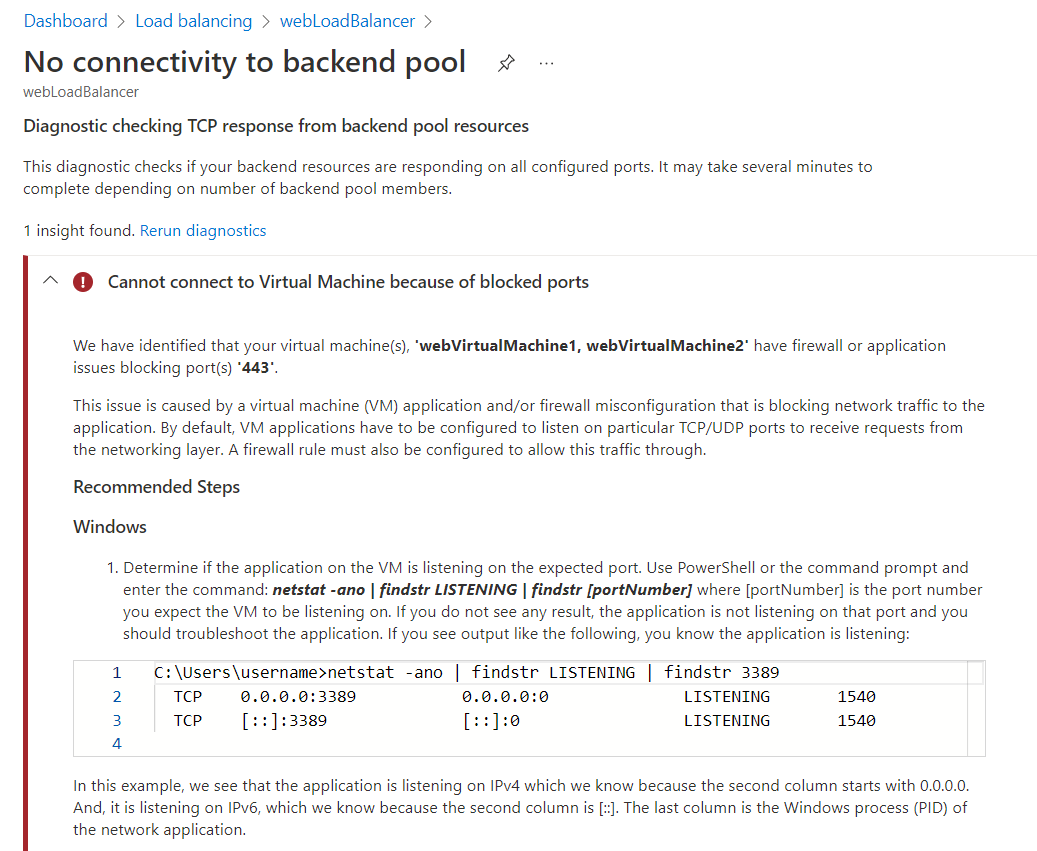 Dashboard > Load balancing > webLoadBalancer >
No connectivity to backend pool ...
webLoadBalancer
Diagnostic checking TCP response from backend pool resources
This diagnostic checks if your backend resources are responding on all configured ports. It may take several minutes to
complete depending on number of backend pool members.
1 insight found. Rerun diagnostics
Cannot connect to Virtual Machine because of blocked ports
We have identified that your virtual machine(s), 'webVirtualMachine1, webVirtualMachine2' have firewall or application
issues blocking port(s) '443'.
This issue is caused by a virtual machine (VM) application and/or firewall misconfiguration that is blocking network traffic to the
application. By default, VM applications have to be configured to listen on particular TCP/UDP ports to receive requests from
the networking layer. A firewall rule must also be configured to allow this traffic through.
Recommended Steps
Windows
1. Determine if the application on the VM is listening on the expected port. Use PowerShell or the command prompt and
enter the command: netstat -ano | findstr LISTENING | findstr [portNumber] where [portNumber] is the port number
you expect the VM to be listening on. If you do not see any result, the application is not listening on that port and you
should troubleshoot the application. If you see output like the following, you know the application is listening:
1 C:\Users\username>netstat -ano | findstr LISTENING | findstr 3389
2 TCP 0.0.0.0:3389 0.0.0.0:0 LISTENING 1540
3 TCP [::]:3389 [::]:0 LISTENING 1540
4
In this example, we see that the application is listening on IPv4 which we know because the second column starts with 0.0.0.0.
And, it is listening on IPv6, which we know because the second column is [::]. The last column is the Windows process (PID) of
the network application.